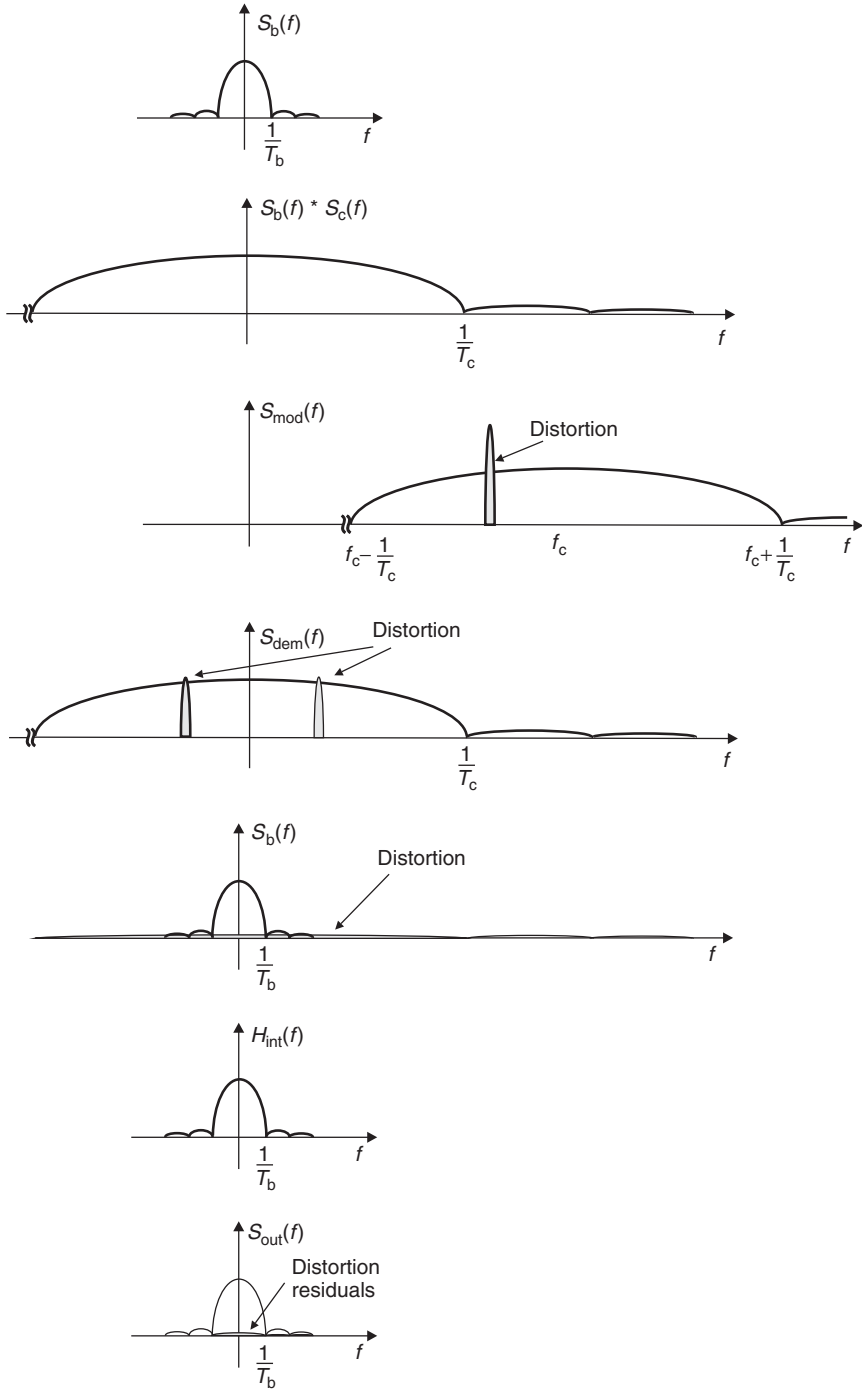 S_b(f)
f
1/T_b
S_b(f) * S_c(f)
f
1/T_c
S_mod(f)
Distortion
f_c − 1/T_c
f_c
f_c + 1/T_c
f
S_dem(f)
Distortion
f
1/T_c
S_b(f)
Distortion
f
1/T_b
H_int(f)
f
1/T_b
S_out(f)
Distortion
residuals
f
1/T_b